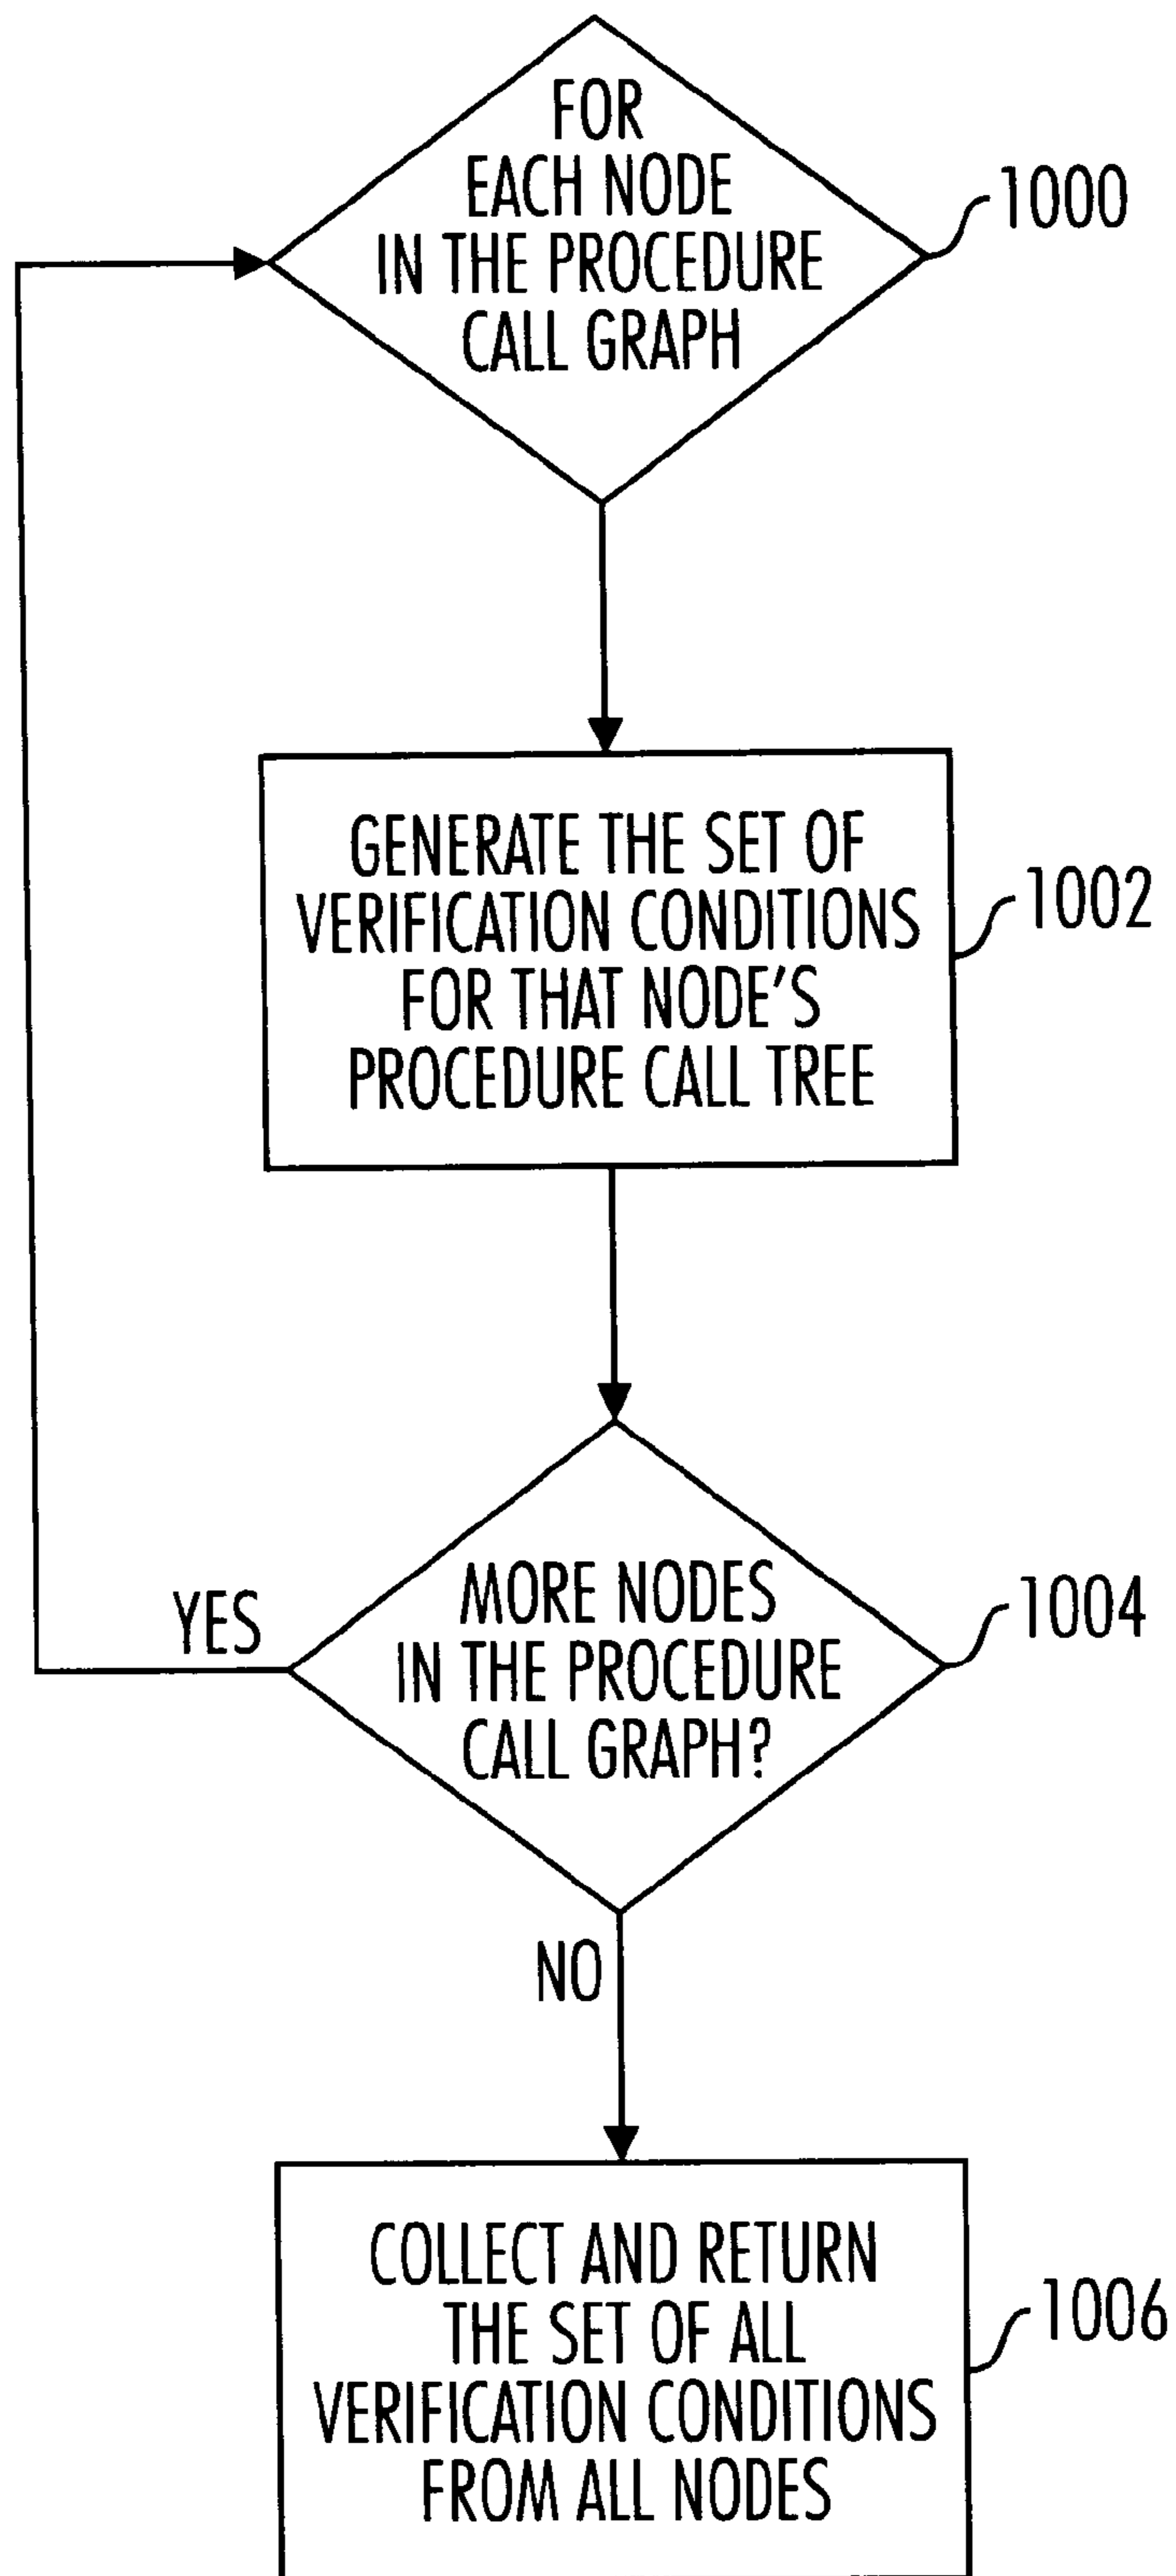 FOR
EACH NODE
IN THE PROCEDURE
CALL GRAPH
1000
GENERATE THE SET OF
VERIFICATION CONDITIONS
FOR THAT NODE'S
PROCEDURE CALL TREE
1002
MORE NODES
IN THE PROCEDURE
CALL GRAPH?
1004
YES
NO
COLLECT AND RETURN
THE SET OF ALL
VERIFICATION CONDITIONS
FROM ALL NODES
1006